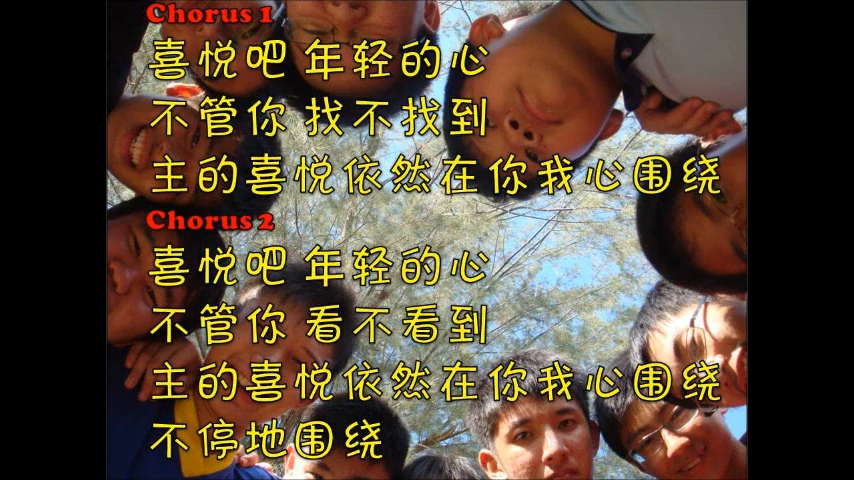 Chorus 1
喜悦吧 年轻的心
不管你 找不找到
主的喜悦依然在你我心围绕
Chorus 2
喜悦吧 年轻的心
不管你 看不看到
主的喜悦依然在你我心围绕
不停地围绕